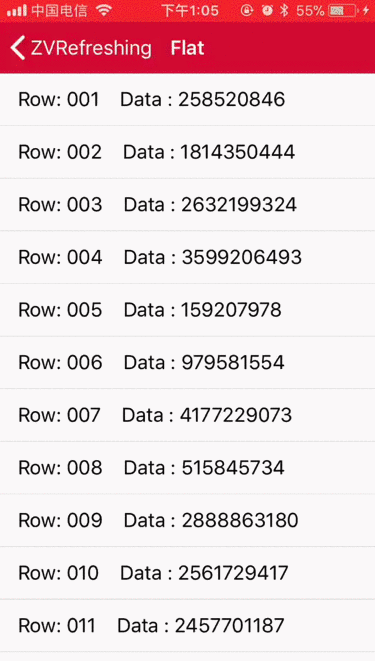 中国电信 下午1:05 55%
ZVRefreshing Flat
Row: 001 Data : 258520846
Row: 002 Data : 1814350444
Row: 003 Data : 2632199324
Row: 004 Data : 3599206493
Row: 005 Data : 159207978
Row: 006 Data : 979581554
Row: 007 Data : 4177229073
Row: 008 Data : 515845734
Row: 009 Data : 2888863180
Row: 010 Data : 2561729417
Row: 011 Data : 2457701187